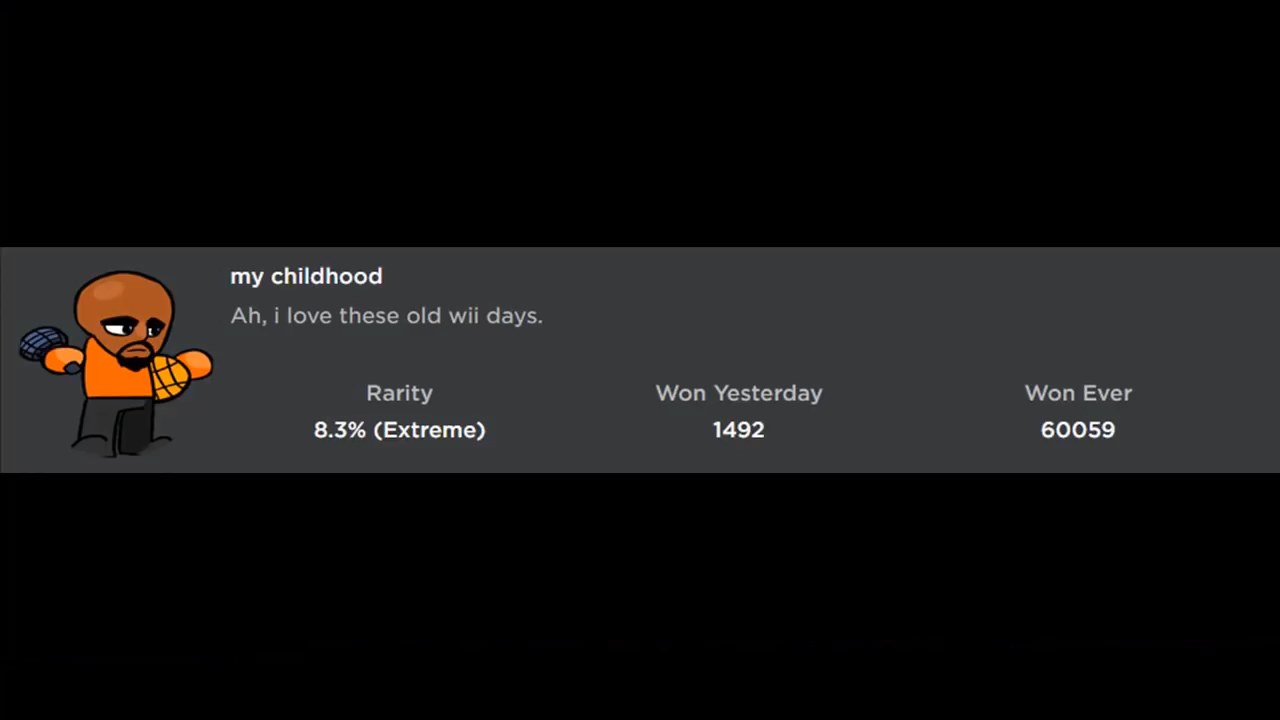 my childhood
Ah, i love these old wii days.
Rarity Won Yesterday Won Ever
8.3% (Extreme) 1492 60059